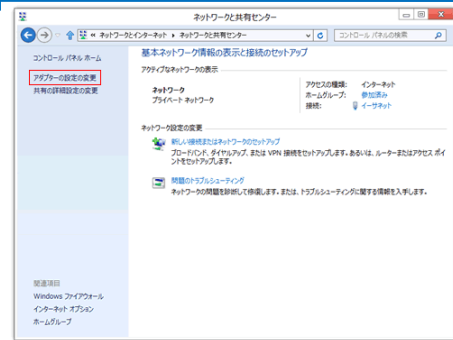 ネットワークと共有センター
« ネットワークとインターネット ▸ ネットワークと共有センター
コントロール パネルの検索
コントロール パネル ホーム
アダプターの設定の変更
共有の詳細設定の変更
基本ネットワーク情報の表示と接続のセットアップ
アクティブなネットワークの表示
ネットワーク
プライベート ネットワーク
アクセスの種類: インターネット
ホームグループ: 参加済み
接続: イーサネット
ネットワーク設定の変更
新しい接続またはネットワークのセットアップ
ブロードバンド、ダイヤルアップ、または VPN 接続をセットアップします。あるいは、ルーターまたはアクセス ポイ
ントをセットアップします。
問題のトラブルシューティング
ネットワークの問題を診断して修復します。または、トラブルシューティングに関する情報を入手します。
関連項目
Windows ファイアウォール
インターネット オプション
ホームグループ